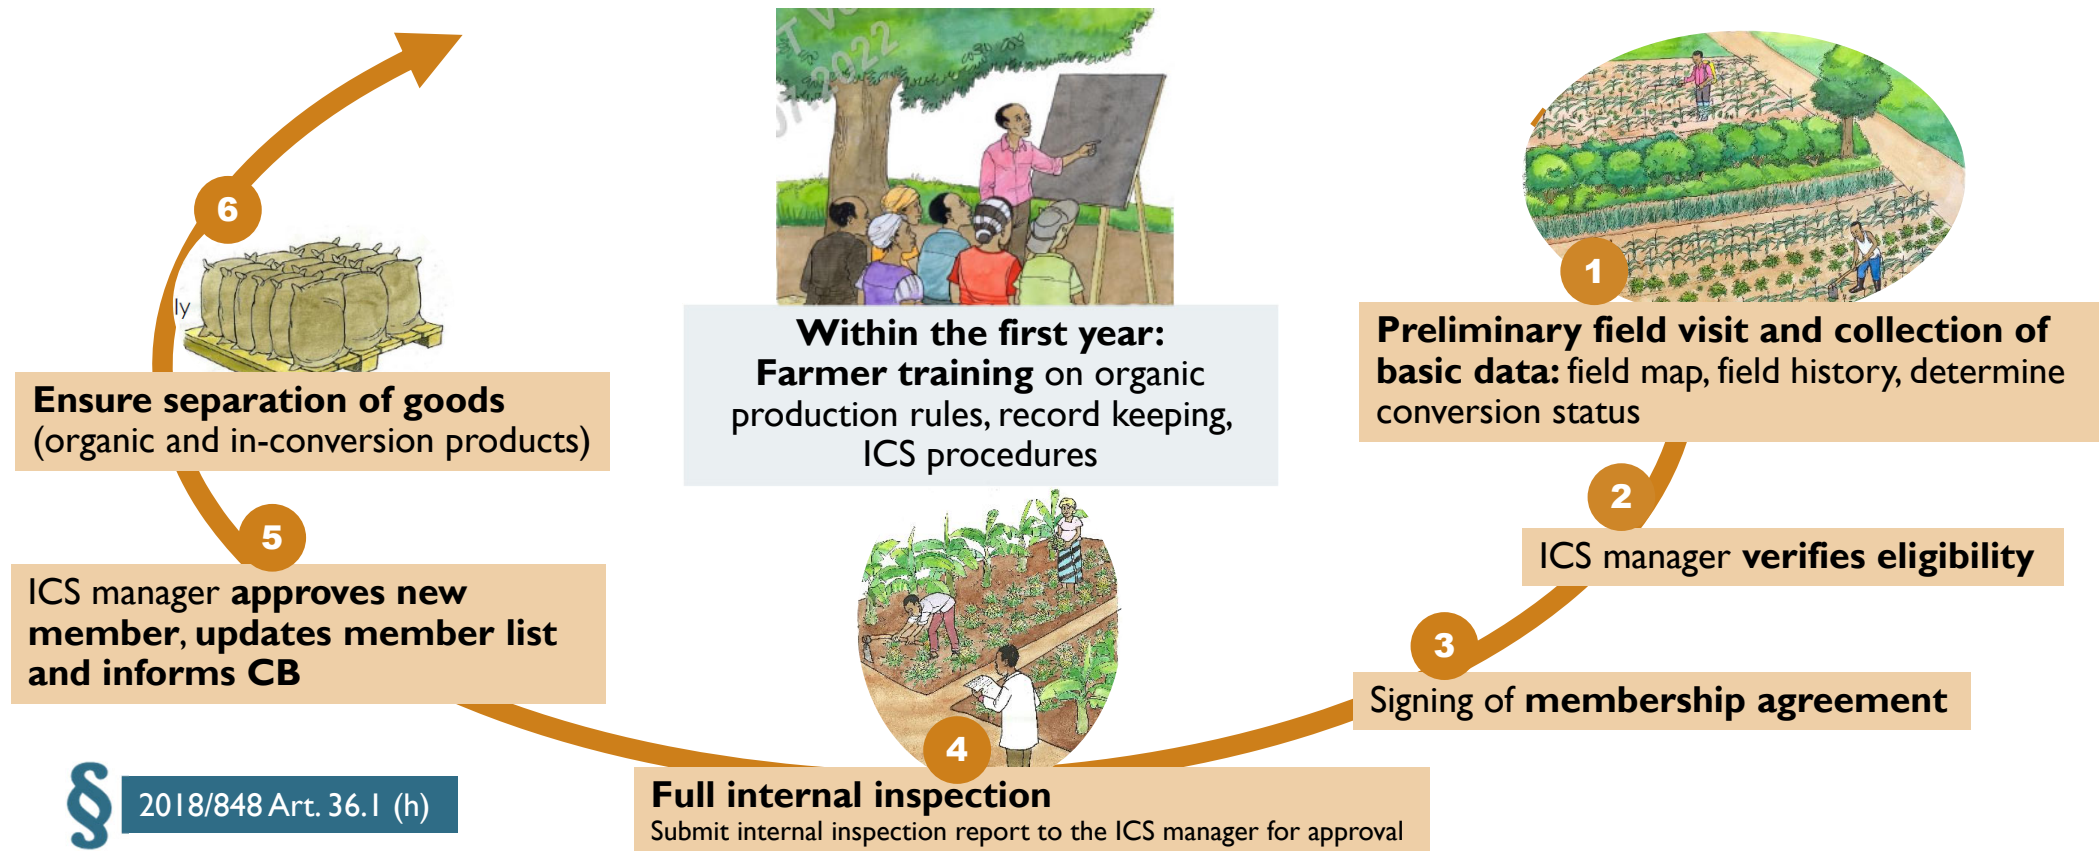 1
Preliminary field visit and collection of
basic data: field map, field history, determine
conversion status
2
ICS manager verifies eligibility
3
Signing of membership agreement
4
Full internal inspection
Submit internal inspection report to the ICS manager for approval
5
ICS manager approves new
member, updates member list
and informs CB
6
ly
Ensure separation of goods
(organic and in-conversion products)
Within the first year:
Farmer training on organic
production rules, record keeping,
ICS procedures
§ 2018/848 Art. 36.1 (h)